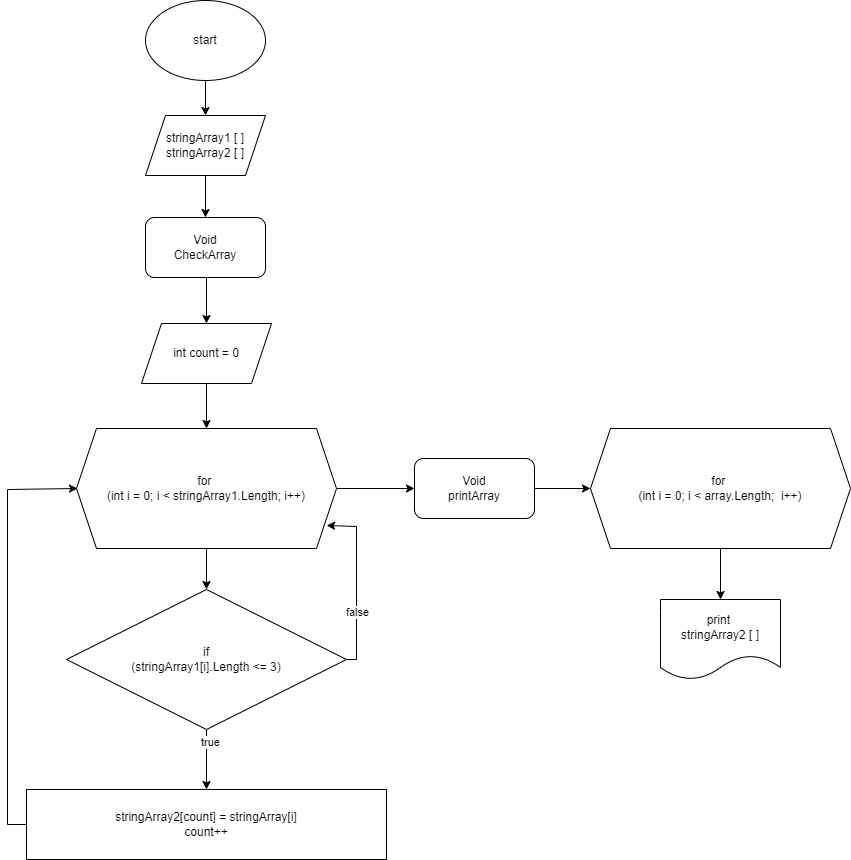 start
stringArray1 [ ]
stringArray2 [ ]
Void
CheckArray
int count = 0
for
(int i = 0; i < stringArray1.Length; i++)
Void
printArray
for
(int i = 0; i < array.Length;  i++)
false
print
stringArray2 [ ]
if
(stringArray1[i].Length <= 3)
true
stringArray2[count] = stringArray[i]
count++